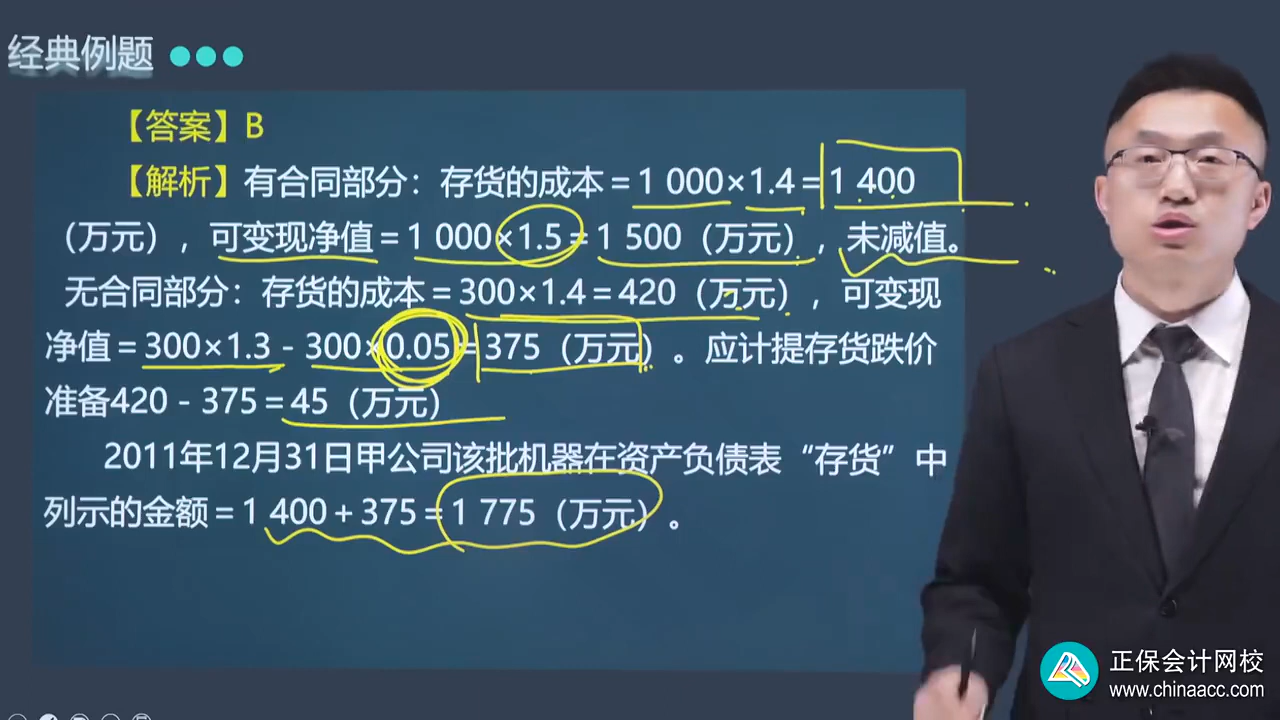 经典例题
【答案】B
【解析】有合同部分：存货的成本＝1 000×1.4＝1 400
（万元），可变现净值＝1 000×1.5＝1 500（万元），未减值。
无合同部分：存货的成本＝300×1.4＝420（万元），可变现
净值＝300×1.3－300×0.05＝375（万元）。应计提存货跌价
准备420－375＝45（万元）
2011年12月31日甲公司该批机器在资产负债表“存货”中
列示的金额＝1 400＋375＝1 775（万元）。
正保会计网校
www.chinaacc.com